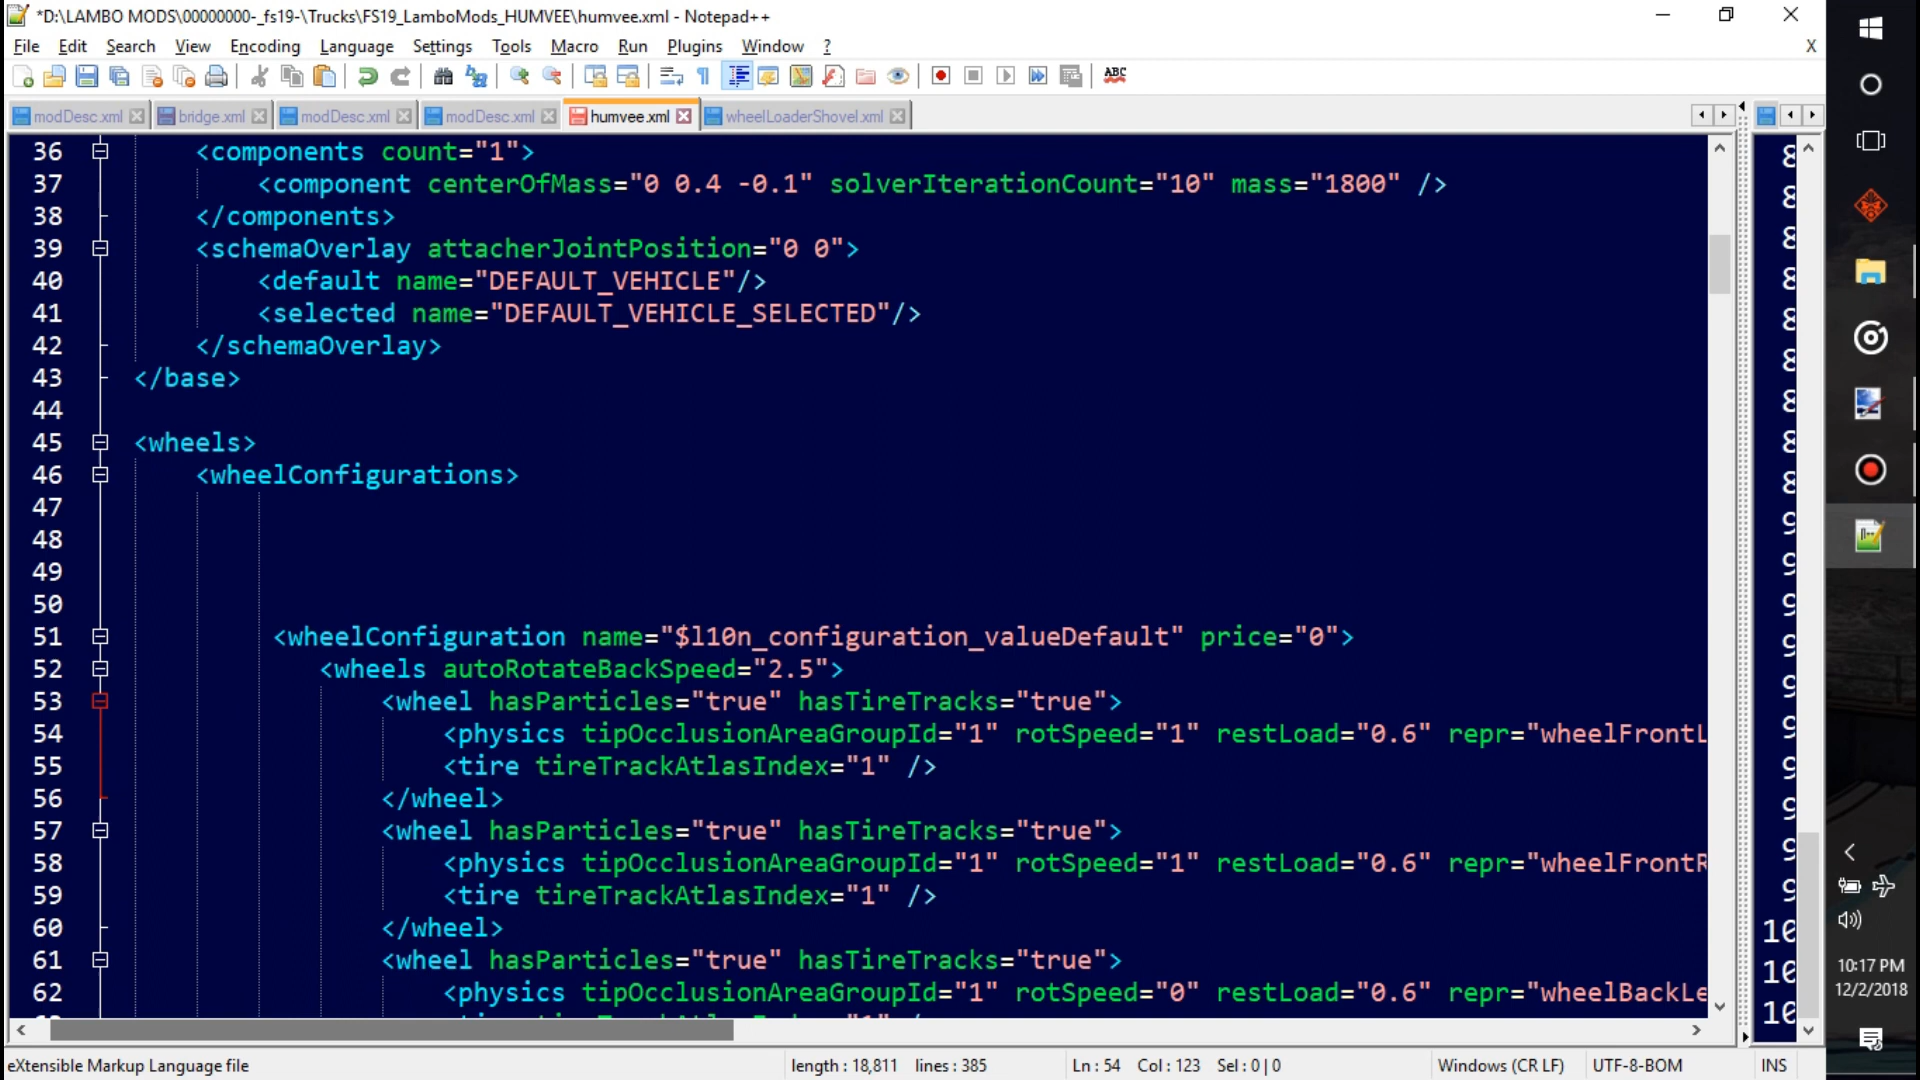 *D:\LAMBO MODS\00000000-_fs19-\Trucks\FS19_LamboMods_HUMVEE\humvee.xml - Notepad++
File Edit Search View Encoding Language Settings Tools Macro Run Plugins Window ? X
ABC
modDesc.xml bridge.xml modDesc.xml modDesc.xml humvee.xml wheelLoaderShovel.xml
36 <components count="1">
37 <component centerOfMass="0 0.4 -0.1" solverIterationCount="10" mass="1800" />
38 </components>
39 <schemaOverlay attacherJointPosition="0 0">
40 <default name="DEFAULT_VEHICLE"/>
41 <selected name="DEFAULT_VEHICLE_SELECTED"/>
42 </schemaOverlay>
43 </base>
44
45 <wheels>
46 <wheelConfigurations>
47
48
49
50
51 <wheelConfiguration name="$l10n_configuration_valueDefault" price="0">
52 <wheels autoRotateBackSpeed="2.5">
53 <wheel hasParticles="true" hasTireTracks="true">
54 <physics tipOcclusionAreaGroupId="1" rotSpeed="1" restLoad="0.6" repr="wheelFrontL
55 <tire tireTrackAtlasIndex="1" />
56 </wheel>
57 <wheel hasParticles="true" hasTireTracks="true">
58 <physics tipOcclusionAreaGroupId="1" rotSpeed="1" restLoad="0.6" repr="wheelFrontR
59 <tire tireTrackAtlasIndex="1" />
60 </wheel>
61 <wheel hasParticles="true" hasTireTracks="true">
62 <physics tipOcclusionAreaGroupId="1" rotSpeed="0" restLoad="0.6" repr="wheelBackLe
10
10
10
10:17 PM
12/2/2018
eXtensible Markup Language file length : 18,811 lines : 385 Ln : 54 Col : 123 Sel : 0 | 0 Windows (CR LF) UTF-8-BOM INS